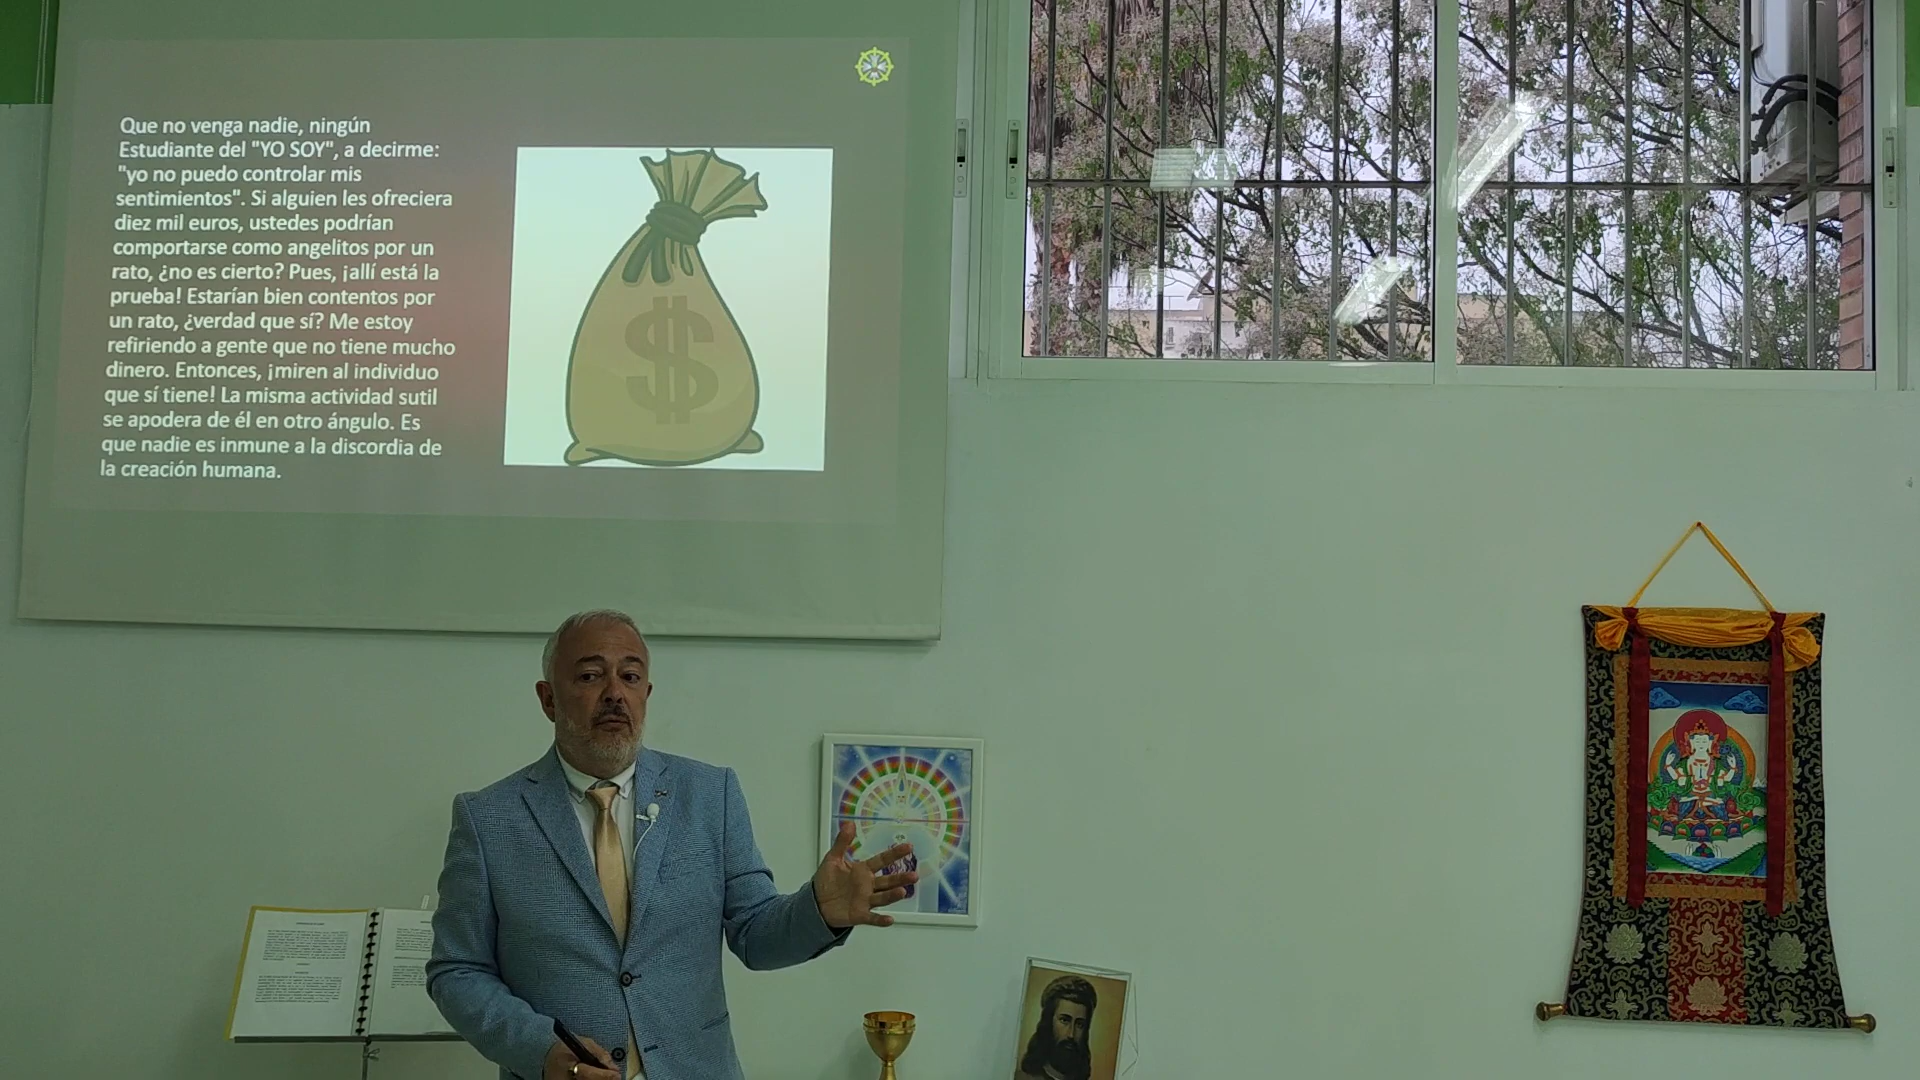 Que no venga nadie, ningún
Estudiante del "YO SOY", a decirme:
"yo no puedo controlar mis
sentimientos". Si alguien les ofreciera
diez mil euros, ustedes podrían
comportarse como angelitos por un
rato, ¿no es cierto? Pues, ¡allí está la
prueba! Estarían bien contentos por
un rato, ¿verdad que sí? Me estoy
refiriendo a gente que no tiene mucho
dinero. Entonces, ¡miren al individuo
que sí tiene! La misma actividad sutil
se apodera de él en otro ángulo. Es
que nadie es inmune a la discordia de
la creación humana.
$